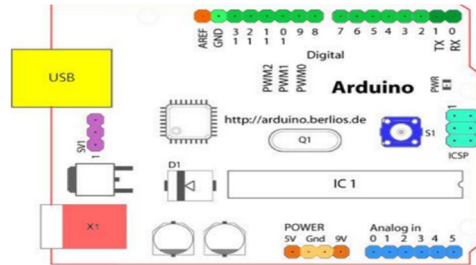 AREF
GND
13
12
11
10
9
8
7
6
5
4
3
2
1
0
TX
RX
Digital
PWM2
PWM1
PWM0
Arduino
PWR
USB
http://arduino.berlios.de
Q1
S1
1
ICSP
SV1
1
D1
IC 1
X1
POWER
5V Gnd 9V
Analog in
0 1 2 3 4 5